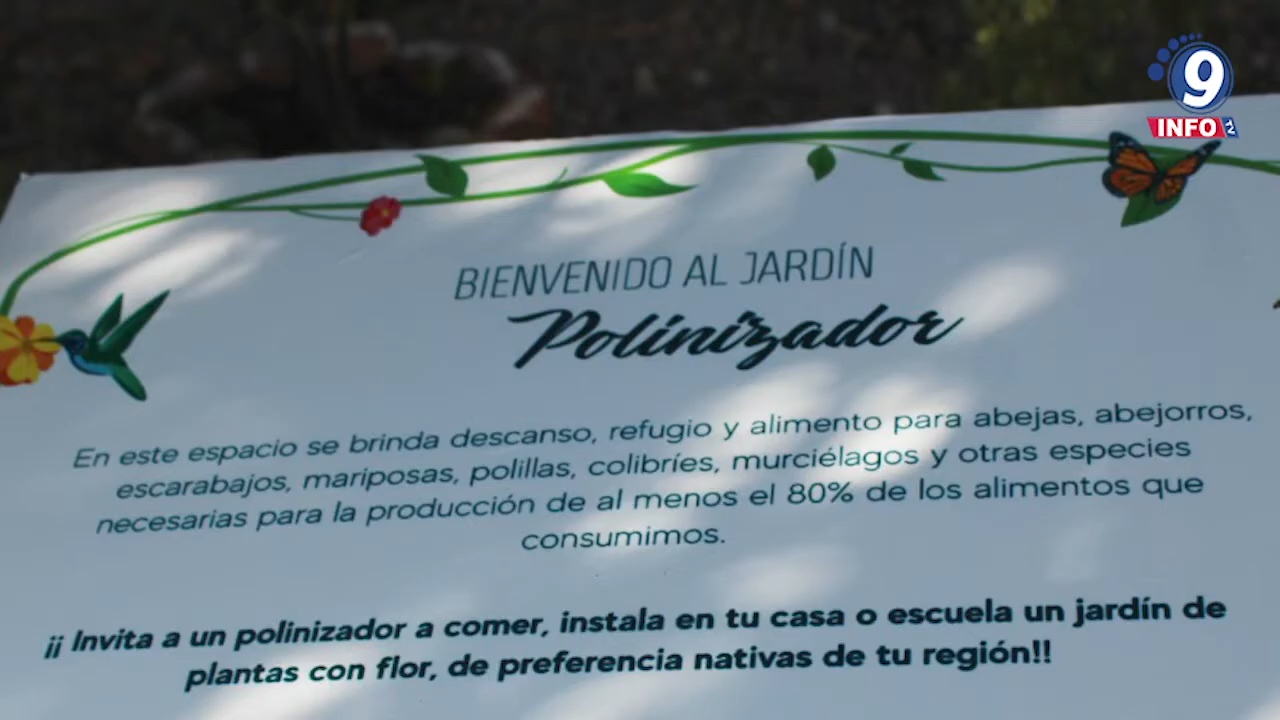 9
INFO TV
BIENVENIDO AL JARDÍN
Polinizador
En este espacio se brinda descanso, refugio y alimento para abejas, abejorros,
escarabajos, mariposas, polillas, colibríes, murciélagos y otras especies
necesarias para la producción de al menos el 80% de los alimentos que
consumimos.
¡¡ Invita a un polinizador a comer, instala en tu casa o escuela un jardín de
plantas con flor, de preferencia nativas de tu región!!